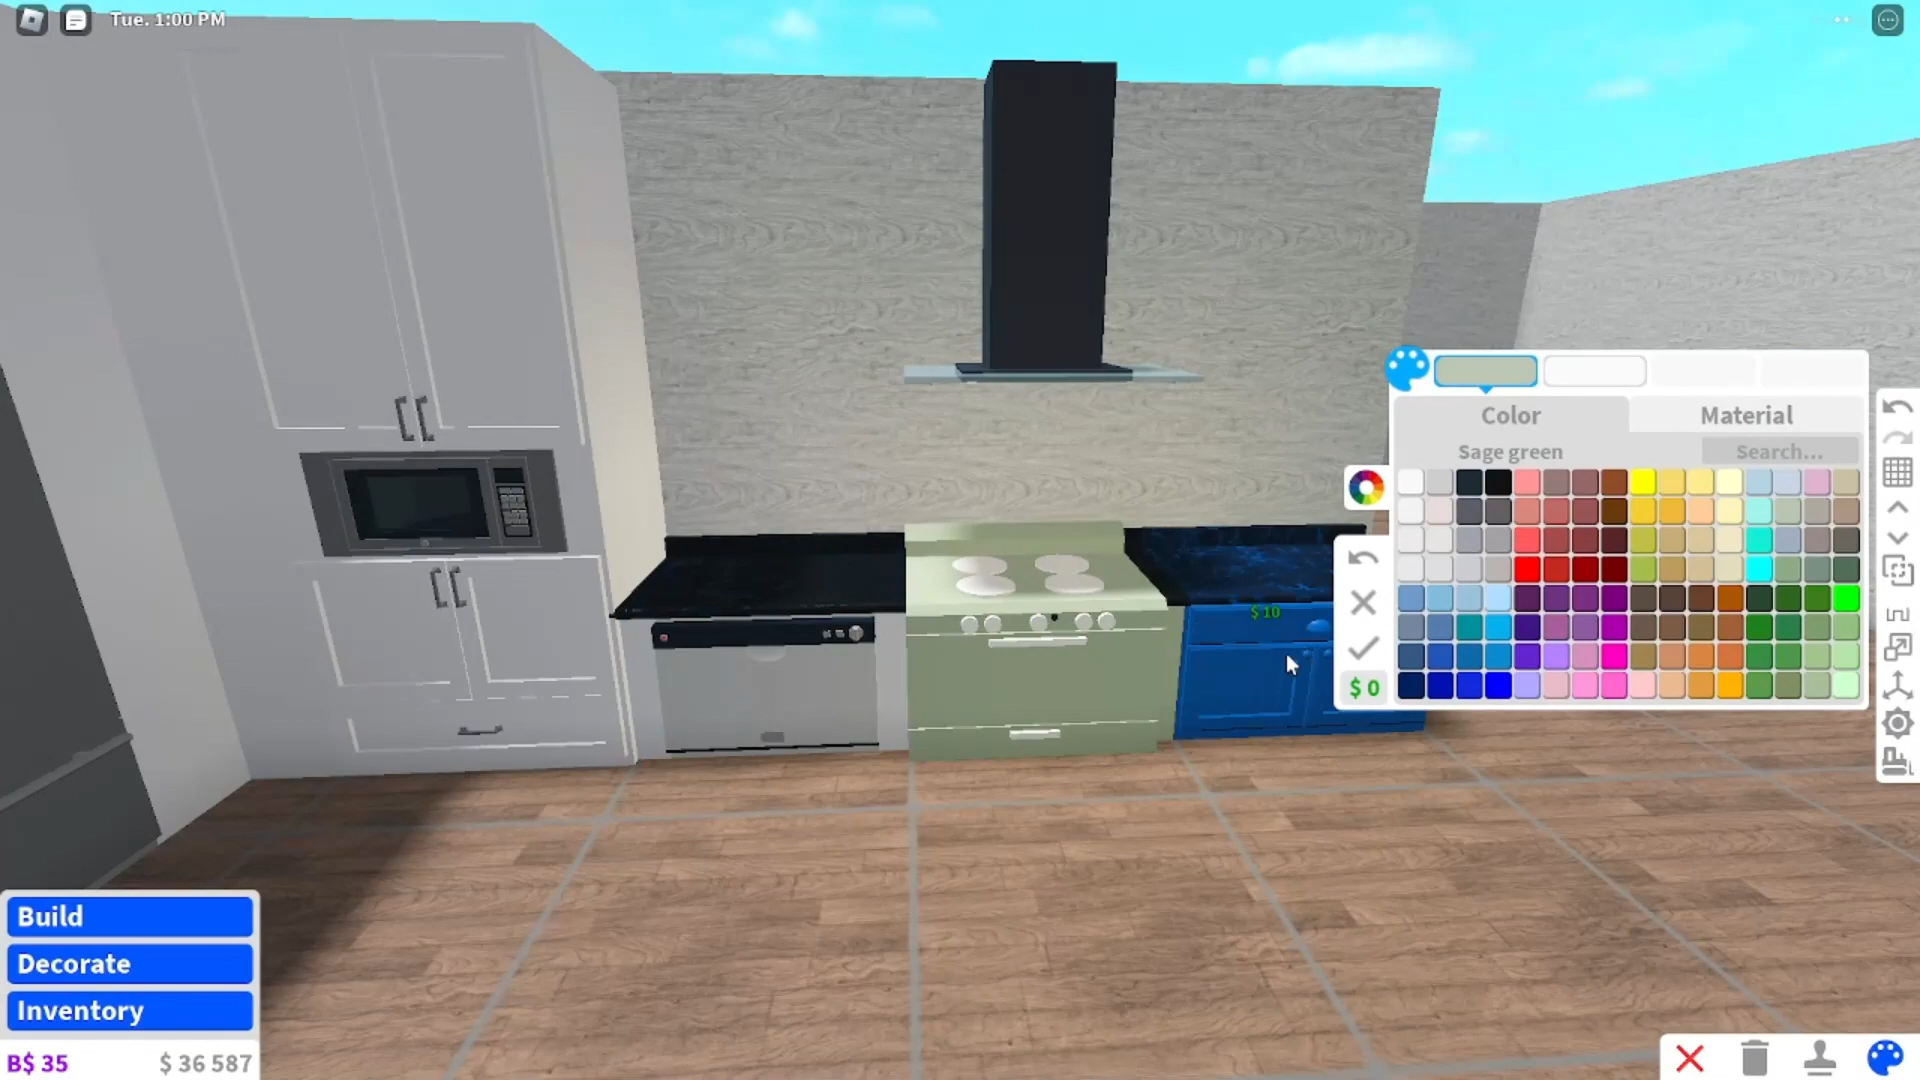 Tue. 1:00 PM
Color
Material
Sage green
Search...
$ 10
$ 0
Build
Decorate
Inventory
B$ 35
$ 36 587